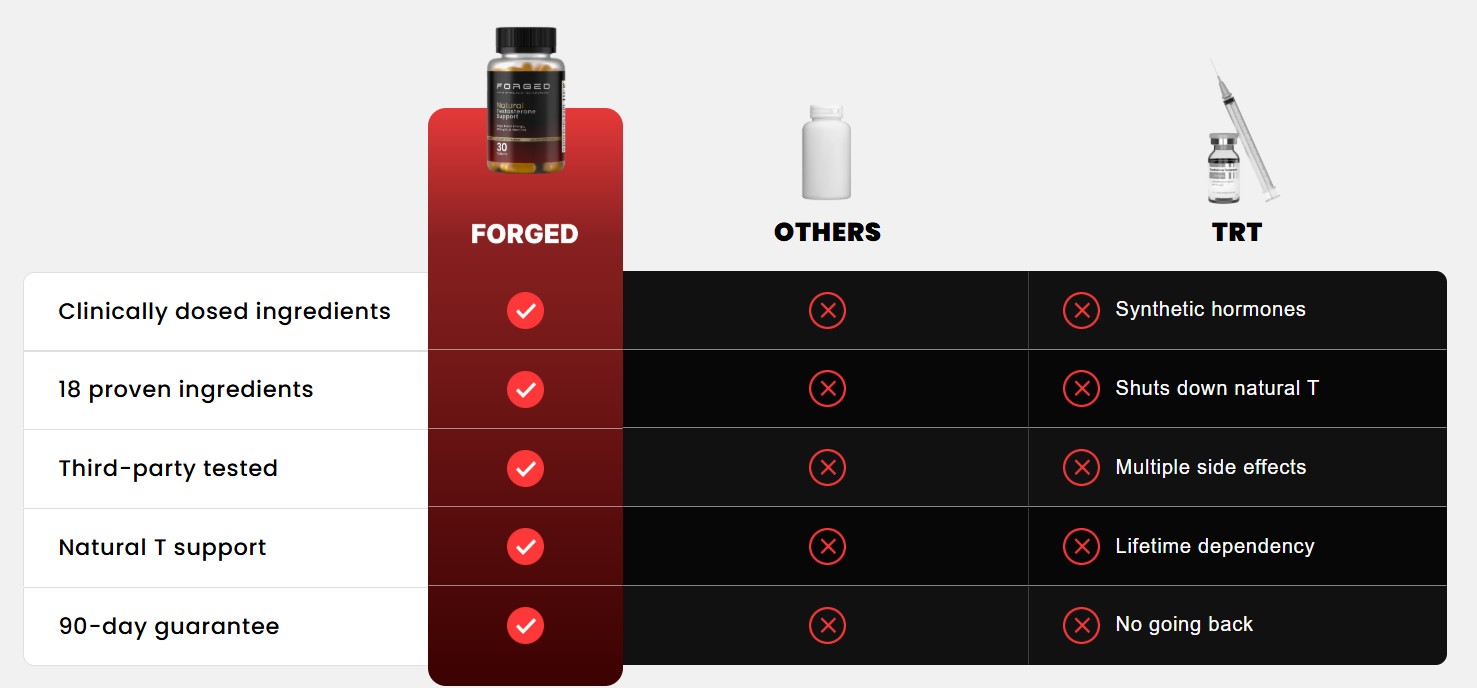 FORGED
Natural
Testosterone
Support
30
FORGED
OTHERS
TRT
Clinically dosed ingredients
Synthetic hormones
18 proven ingredients
Shuts down natural T
Third-party tested
Multiple side effects
Natural T support
Lifetime dependency
90-day guarantee
No going back